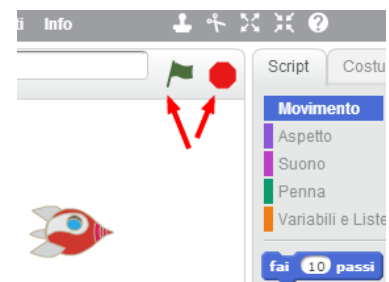 Info
Script Costu
Movimento
Aspetto
Suono
Penna
Variabili e Liste
fai 10 passi